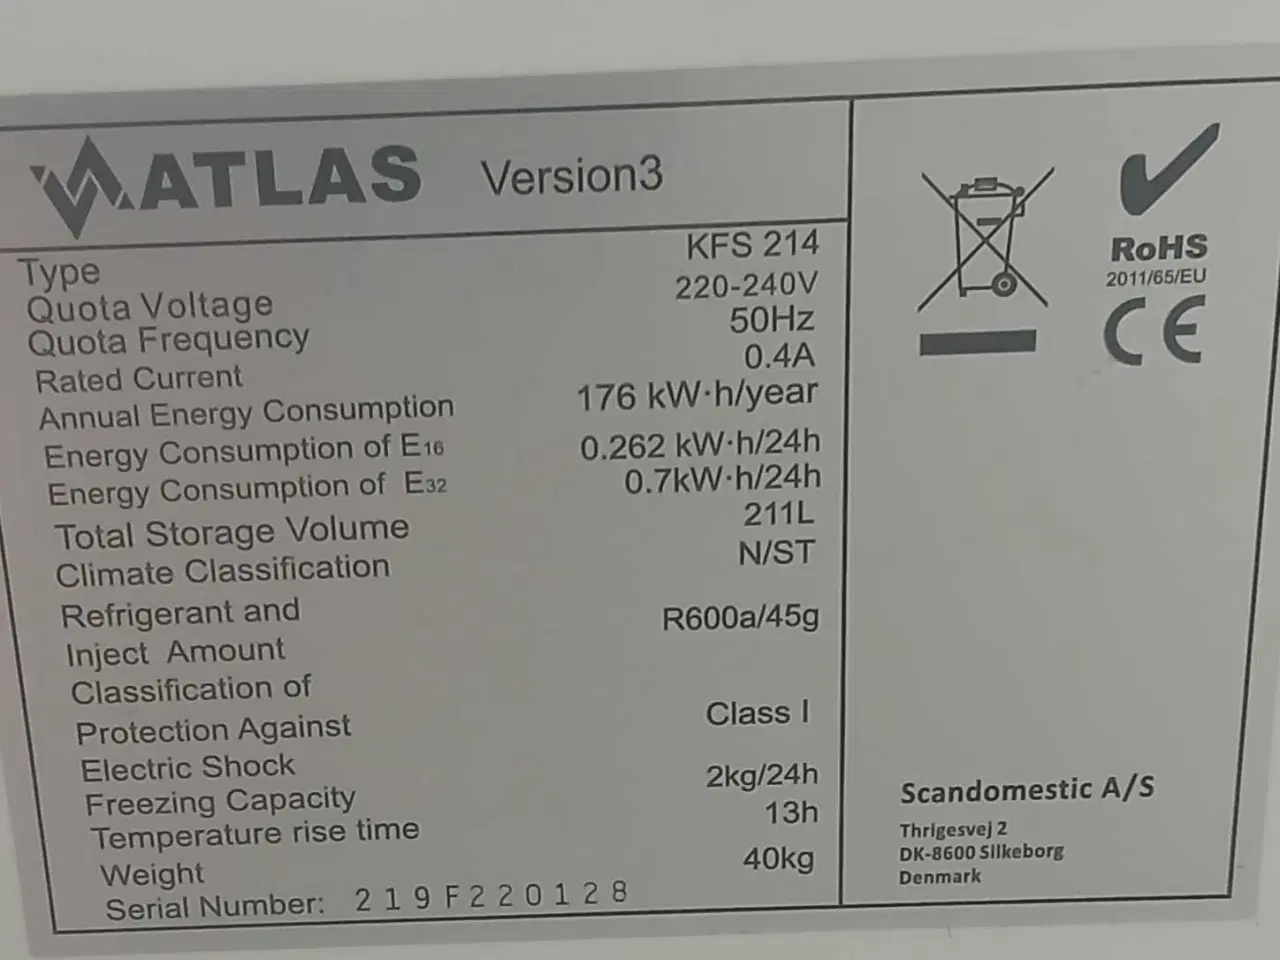 ATLAS Version3
Type KFS 214
Quota Voltage 220-240V
Quota Frequency 50Hz
Rated Current 0.4A
Annual Energy Consumption 176 kW·h/year
Energy Consumption of E16 0.262 kW·h/24h
Energy Consumption of E32 0.7kW·h/24h
Total Storage Volume 211L
Climate Classification N/ST
Refrigerant and
Inject Amount R600a/45g
Classification of
Protection Against
Electric Shock Class I
Freezing Capacity 2kg/24h
Temperature rise time 13h
Weight 40kg
Serial Number: 219F220128
RoHS
2011/65/EU
CE
Scandomestic A/S
Thrigesvej 2
DK-8600 Silkeborg
Denmark